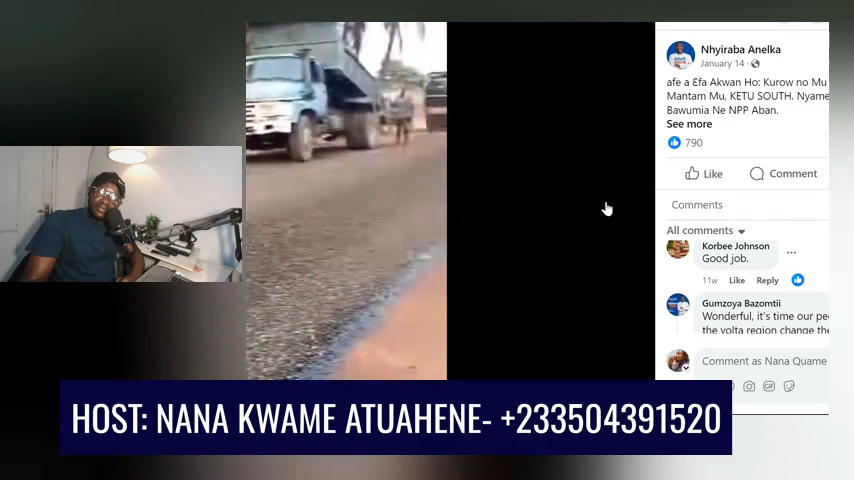 Nhyiraba Anelka
January 14 ·
afe a Ɛfa Akwan Ho: Kurow no Mu
Mantam Mu, KETU SOUTH. Nyame
Bawumia Ne NPP Aban.
See more
790
Like Comment
Comments
All comments
Korbee Johnson
Good job.
11w Like Reply
Gumzoya Bazomtii
Wonderful, it's time our peo
the volta region change the
Comment as Nana Quame
GIF
HOST: NANA KWAME ATUAHENE- +233504391520